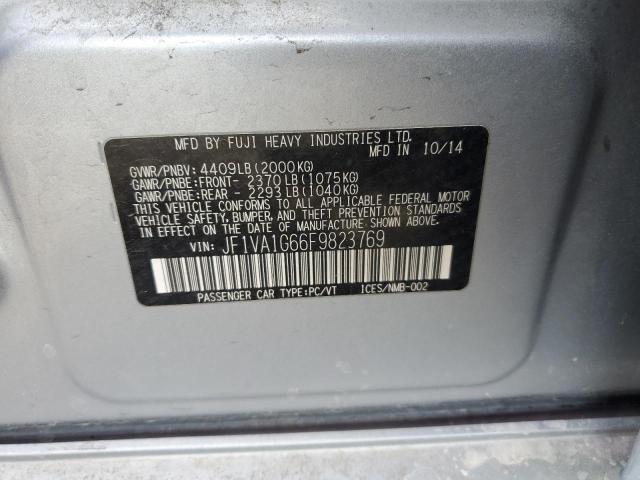 MFD BY FUJI HEAVY INDUSTRIES LTD.
MFD IN 10/14
GVWR/PNBV: 4409LB(2000KG)
GAWR/PNBE: FRONT- 2370LB(1075KG)
GAWR/PNBE: REAR - 2293LB(1040KG)
THIS VEHICLE CONFORMS TO ALL APPLICABLE FEDERAL MOTOR
VEHICLE SAFETY, BUMPER, AND THEFT PREVENTION STANDARDS
IN EFFECT ON THE DATE OF MANUFACTURE SHOWN ABOVE.
VIN: JF1VA1G66F9823769
PASSENGER CAR TYPE:PC/VT ICES/NMB-002